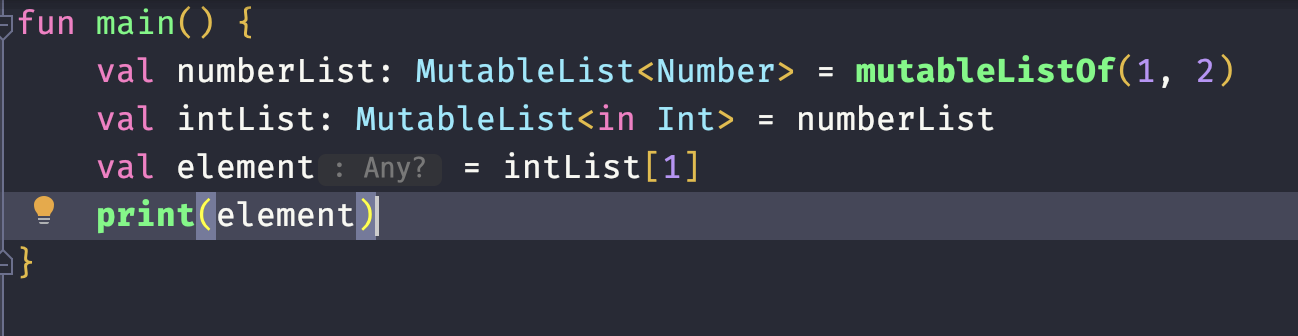 fun main() {
    val numberList: MutableList<Number> = mutableListOf(1, 2)
    val intList: MutableList<in Int> = numberList
    val element : Any? = intList[1]
    print(element)
}